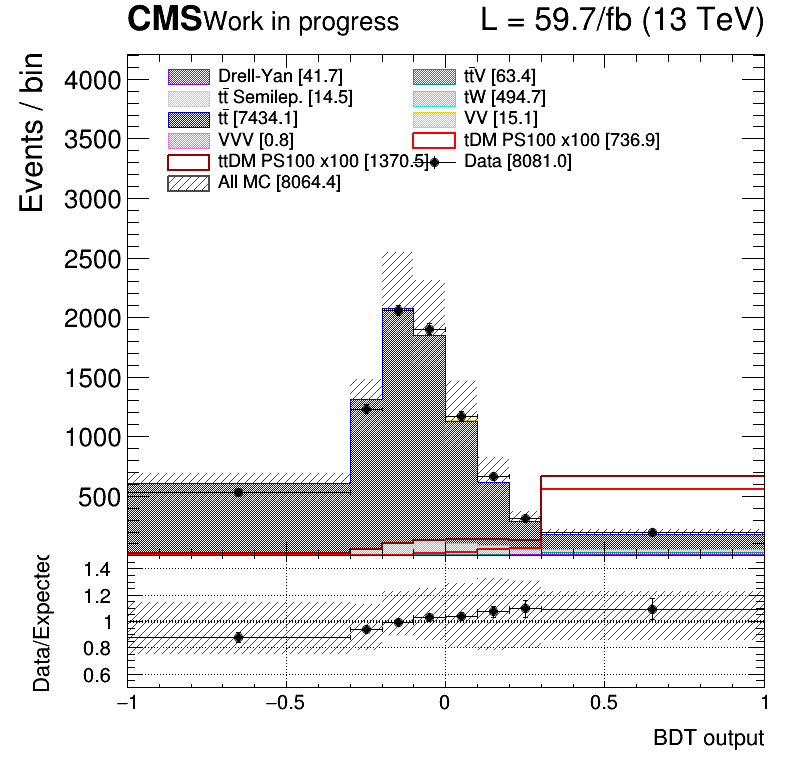 CMS Work in progress L = 59.7/fb (13 TeV)
Events / bin
4000
3500
3000
2500
2000
1500
1000
500
Drell-Yan [41.7] tt̄V [63.4]
tt̄ Semilep. [14.5] tW [494.7]
tt̄ [7434.1] VV [15.1]
VVV [0.8] tDM PS100 x100 [736.9]
ttDM PS100 x100 [1370.5] Data [8081.0]
All MC [8064.4]
Data/Expected
1.4
1.2
1
0.8
0.6
−1 −0.5 0 0.5 1
BDT output